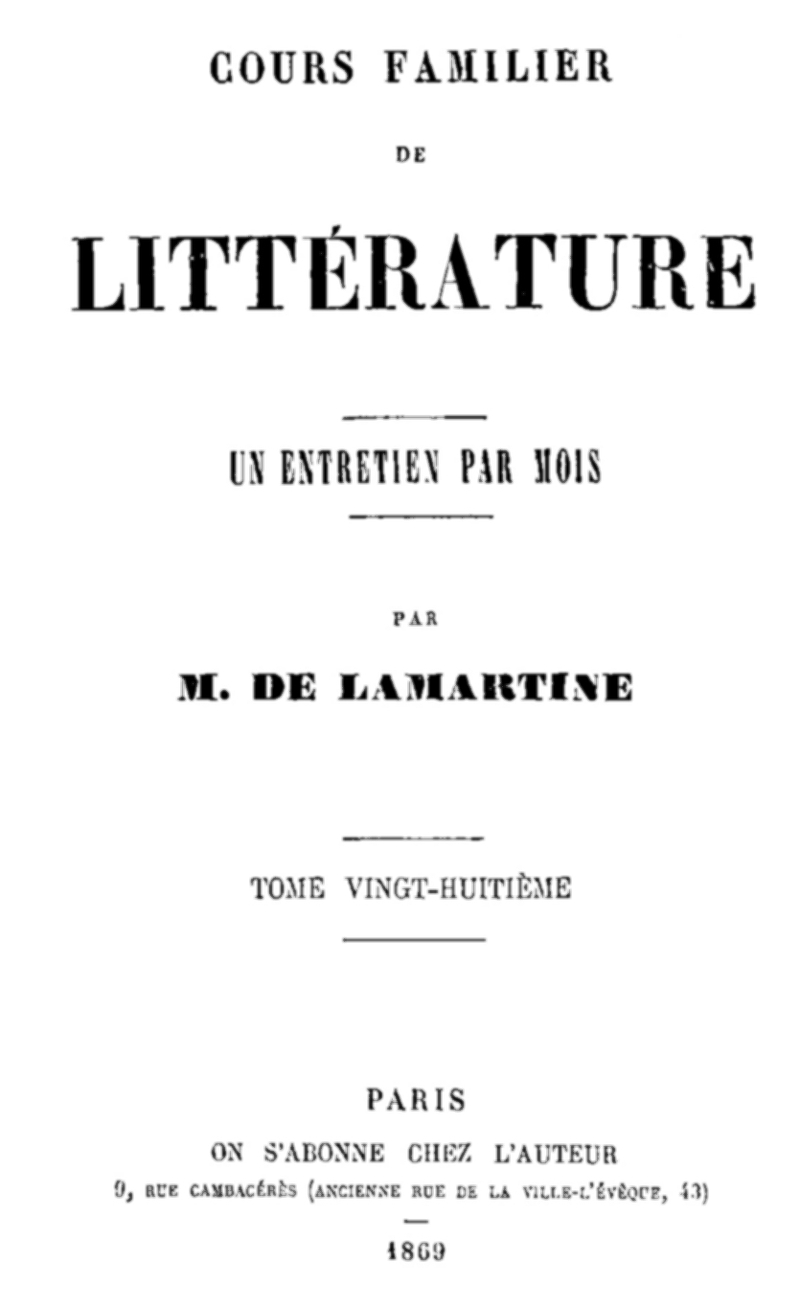 COURS FAMILIER
DE
LITTÉRATURE
UN ENTRETIEN PAR MOIS
PAR
M. DE LAMARTINE
TOME VINGT-HUITIÈME
PARIS
ON S'ABONNE CHEZ L'AUTEUR
9, RUE CAMBACÉRÈS (ANCIENNE RUE DE LA VILLE-L'ÉVÊQUE, 43)
1869